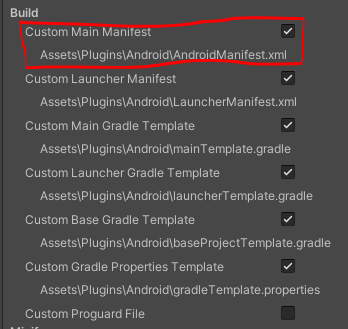 Build
Custom Main Manifest
Assets\Plugins\Android\AndroidManifest.xml
Custom Launcher Manifest
Assets\Plugins\Android\LauncherManifest.xml
Custom Main Gradle Template
Assets\Plugins\Android\mainTemplate.gradle
Custom Launcher Gradle Template
Assets\Plugins\Android\launcherTemplate.gradle
Custom Base Gradle Template
Assets\Plugins\Android\baseProjectTemplate.gradle
Custom Gradle Properties Template
Assets\Plugins\Android\gradleTemplate.properties
Custom Proguard File